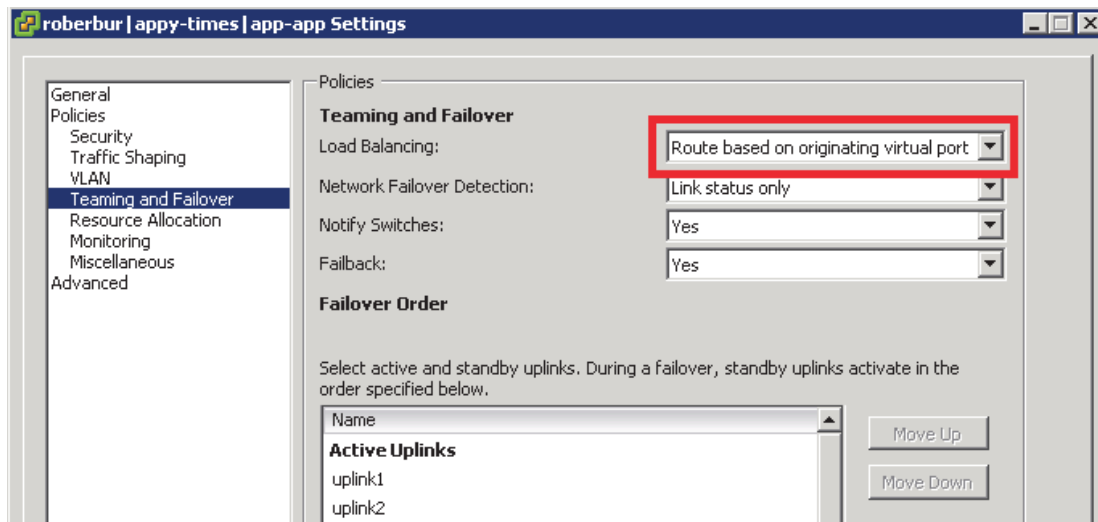 roberbur|appy-times|app-app Settings
General
Policies
Security
Traffic Shaping
VLAN
Teaming and Failover
Resource Allocation
Monitoring
Miscellaneous
Advanced
Policies
Teaming and Failover
Load Balancing: Route based on originating virtual port
Network Failover Detection: Link status only
Notify Switches: Yes
Failback: Yes
Failover Order
Select active and standby uplinks. During a failover, standby uplinks activate in the
order specified below.
Name
Active Uplinks
uplink1
uplink2
Move Up
Move Down